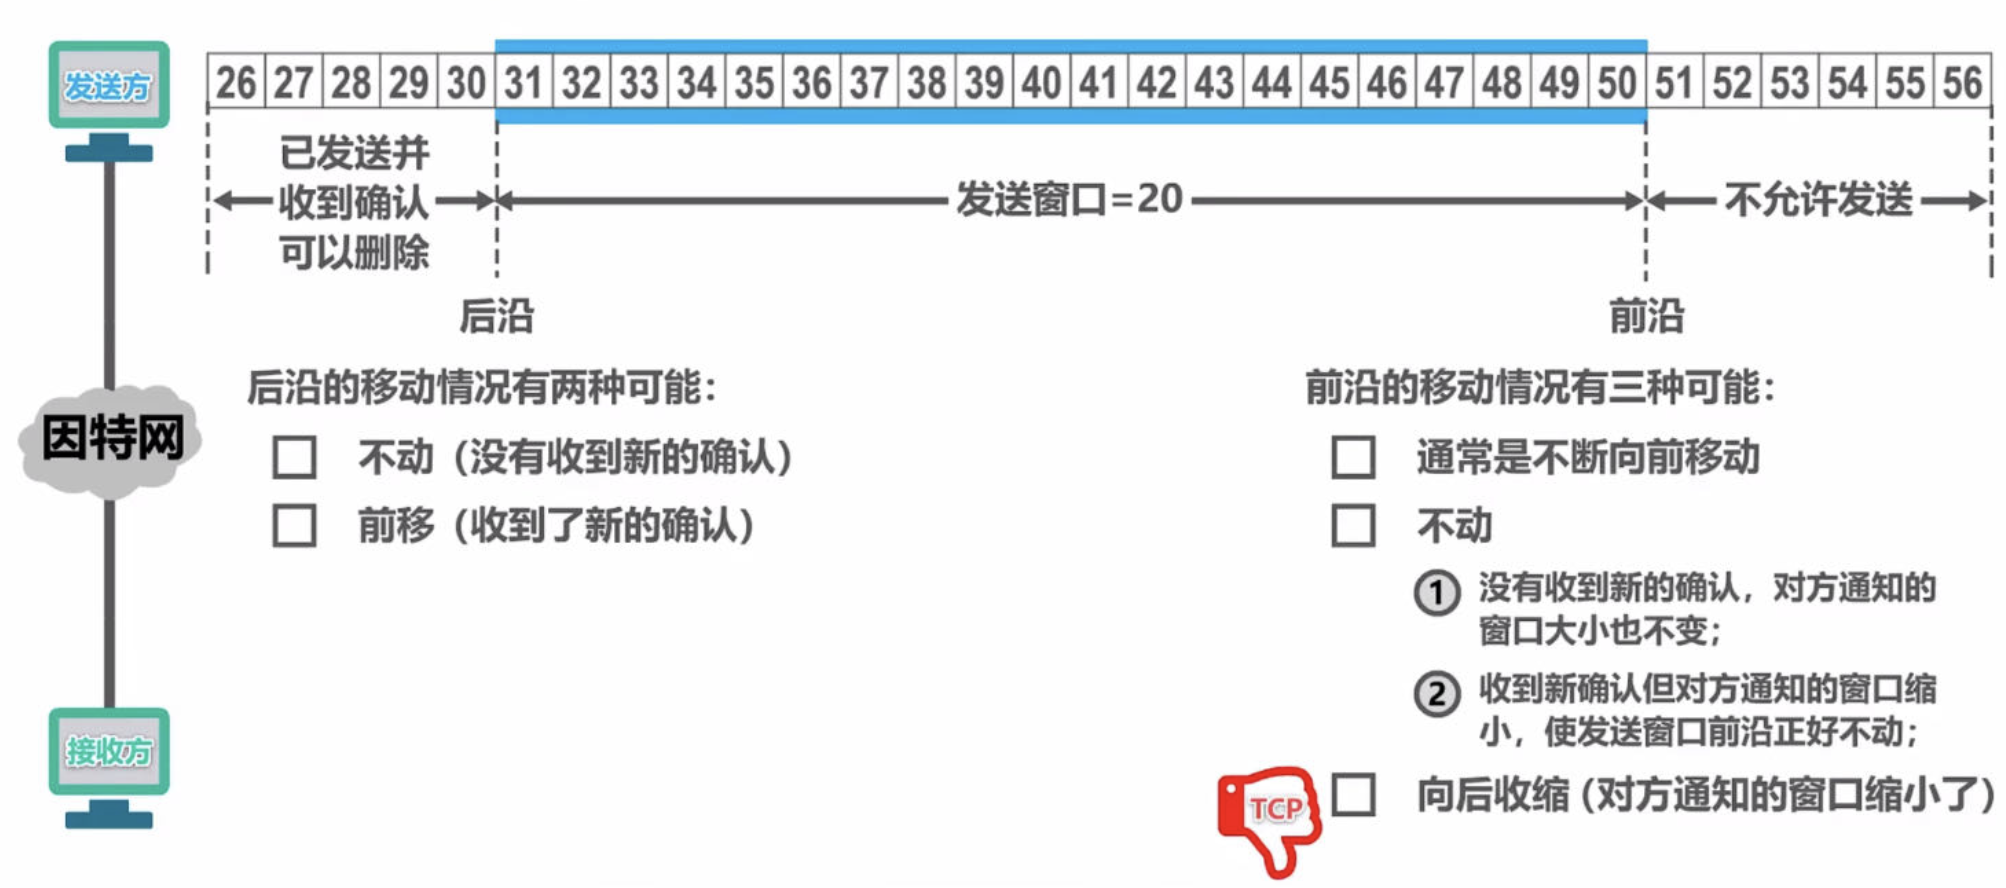 发送方
26 27 28 29 30 31 32 33 34 35 36 37 38 39 40 41 42 43 44 45 46 47 48 49 50 51 52 53 54 55 56
已发送并
收到确认
可以删除
发送窗口=20
不允许发送
后沿
前沿
后沿的移动情况有两种可能：
不动（没有收到新的确认）
前移（收到了新的确认）
前沿的移动情况有三种可能：
通常是不断向前移动
不动
① 没有收到新的确认，对方通知的
窗口大小也不变；
② 收到新确认但对方通知的窗口缩
小，使发送窗口前沿正好不动；
TCP
向后收缩（对方通知的窗口缩小了）
因特网
接收方